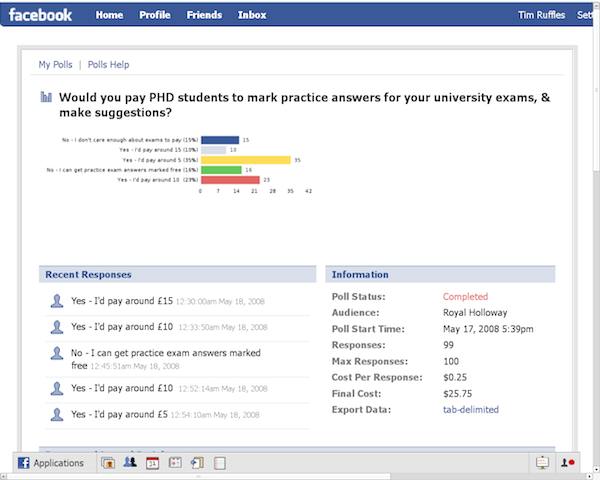 facebook Home Profile Friends Inbox Tim Ruffles Sett
My Polls | Polls Help
Would you pay PHD students to mark practice answers for your university exams, &
make suggestions?
No - I don't care enough about exams to pay (15%) 15
Yes - I'd pay around 15 (10%) 10
Yes - I'd pay around 5 (35%) 35
No - I can get practice exam answers marked free (16%) 16
Yes - I'd pay around 10 (23%) 23
0 7 14 21 28 35 42
Recent Responses
Yes - I'd pay around £15 12:30:00am May 18, 2008
Yes - I'd pay around £10 12:33:50am May 18, 2008
No - I can get practice exam answers marked
free 12:45:51am May 18, 2008
Yes - I'd pay around £10 12:52:14am May 18, 2008
Yes - I'd pay around £5 12:54:10am May 18, 2008
Information
Poll Status: Completed
Audience: Royal Holloway
Poll Start Time: May 17, 2008 5:39pm
Responses: 99
Max Responses: 100
Cost Per Response: $0.25
Final Cost: $25.75
Export Data: tab-delimited
Applications